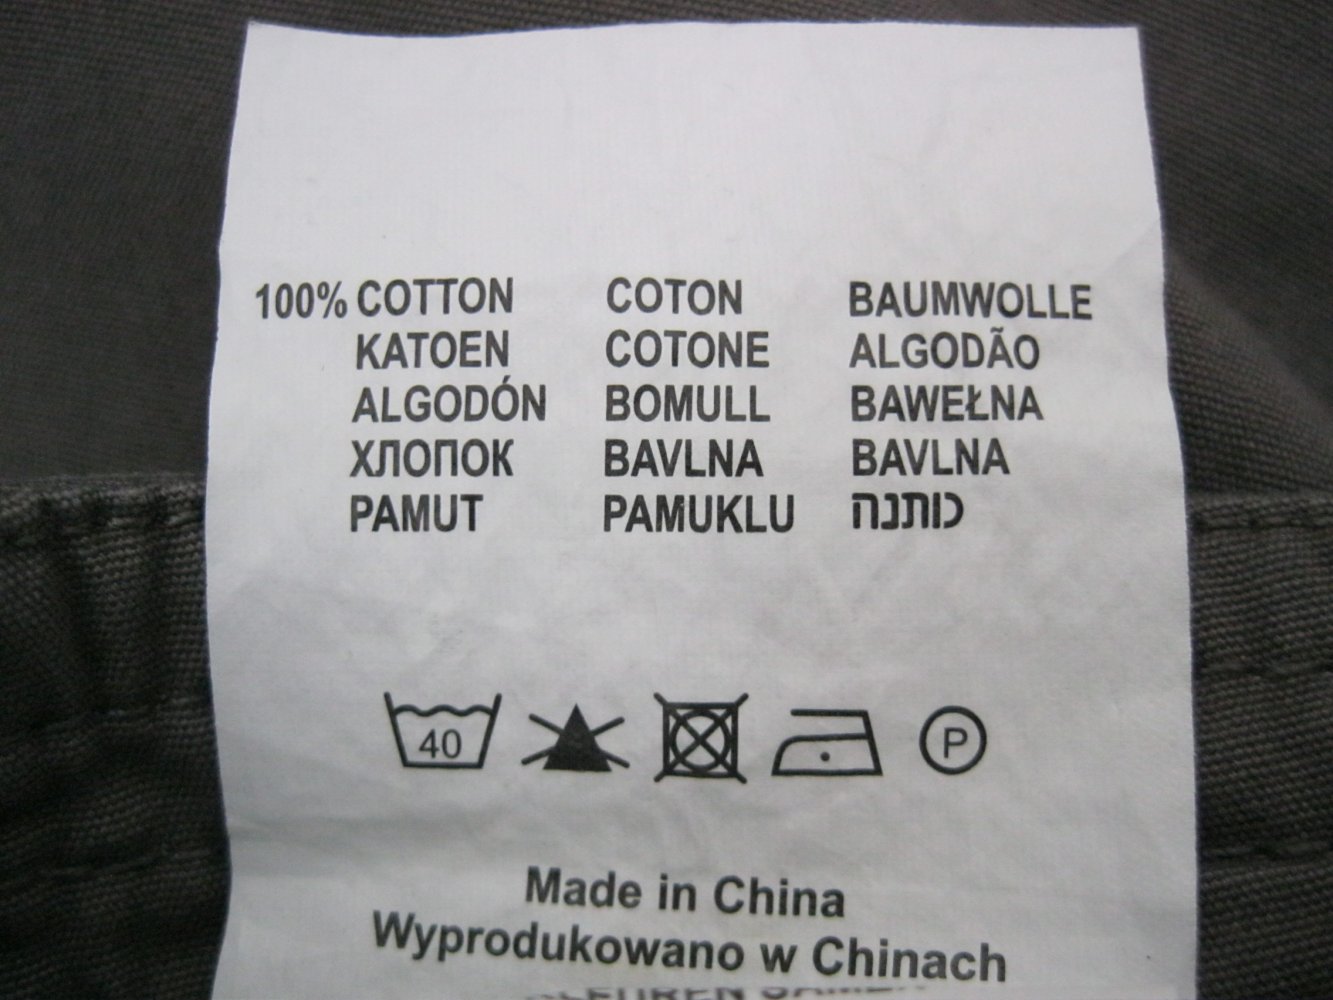 100% COTTON COTON BAUMWOLLE
KATOEN COTONE ALGODÃO
ALGODÓN BOMULL BAWEŁNA
ХЛОПОК BAVLNA BAVLNA
PAMUT PAMUKLU כותנה
40 P
Made in China
Wyprodukowano w Chinach